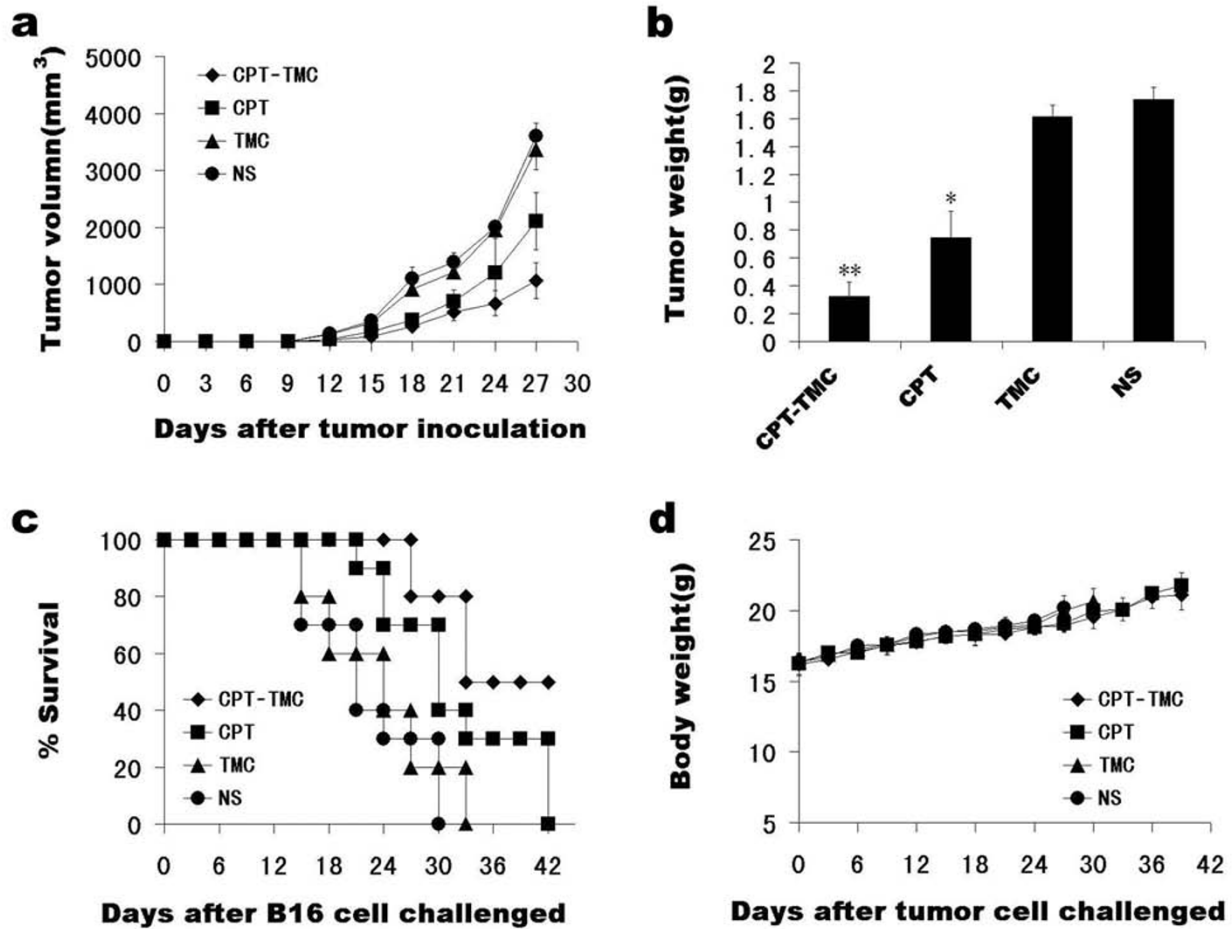 a
Tumor volumn(mm³)
5000
4000
3000
2000
1000
0
CPT-TMC
CPT
TMC
NS
0 3 6 9 12 15 18 21 24 27 30
Days after tumor inoculation
b
Tumor weight(g)
2
1.8
1.6
1.4
1.2
1
0.8
0.6
0.4
0.2
0
**
*
CPT-TMC
CPT
TMC
NS
c
% Survival
100
80
60
40
20
0
CPT-TMC
CPT
TMC
NS
0 6 12 18 24 30 36 42
Days after B16 cell challenged
d
Body weight(g)
25
20
15
10
5
CPT-TMC
CPT
TMC
NS
0 6 12 18 24 30 36 42
Days after tumor cell challenged